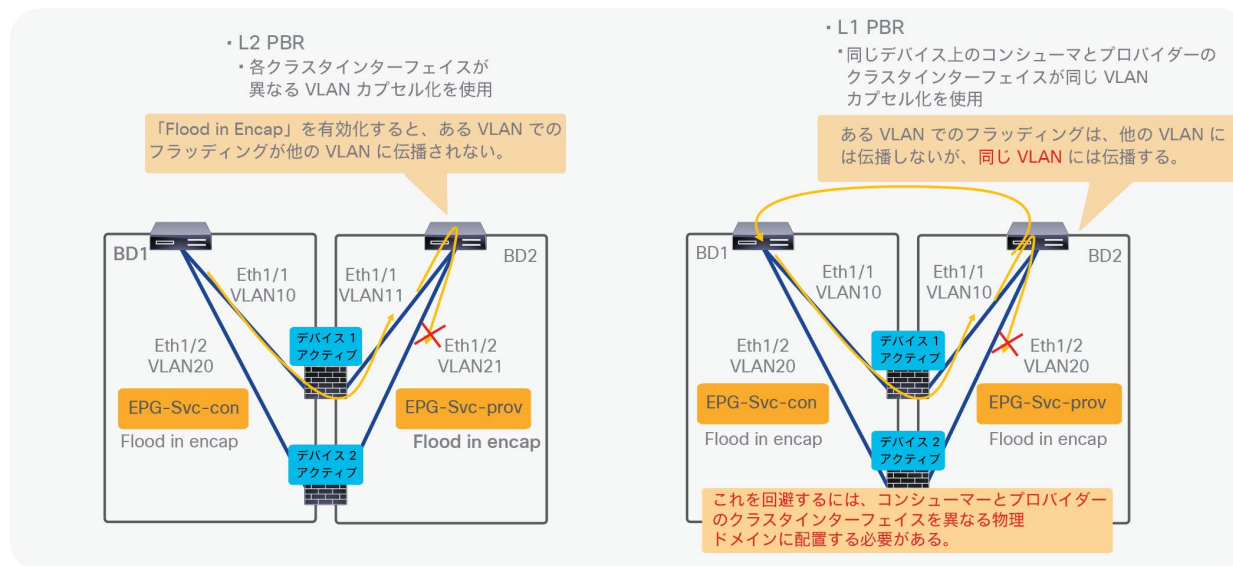 ・L2 PBR
・各クラスタインターフェイスが
異なる VLAN カプセル化を使用
「Flood in Encap」を有効化すると、ある VLAN での
フラッディングが他の VLAN に伝播されない。
BD1
BD2
Eth1/1
VLAN10
Eth1/1
VLAN11
デバイス 1
アクティブ
Eth1/2
VLAN20
Eth1/2
VLAN21
EPG-Svc-con
EPG-Svc-prov
Flood in encap
Flood in encap
デバイス 2
アクティブ
・L1 PBR
・同じデバイス上のコンシューマとプロバイダーの
クラスタインターフェイスが同じ VLAN
カプセル化を使用
ある VLAN でのフラッディングは、他の VLAN に
は伝播しないが、同じ VLAN には伝播する。
BD1
BD2
Eth1/1
VLAN10
Eth1/1
VLAN10
デバイス 1
アクティブ
Eth1/2
VLAN20
Eth1/2
VLAN20
EPG-Svc-con
EPG-Svc-prov
Flood in encap
Flood in encap
デバイス 2
アクティブ
これを回避するには、コンシューマーとプロバイダー
のクラスタインターフェイスを異なる物理
ドメインに配置する必要がある。